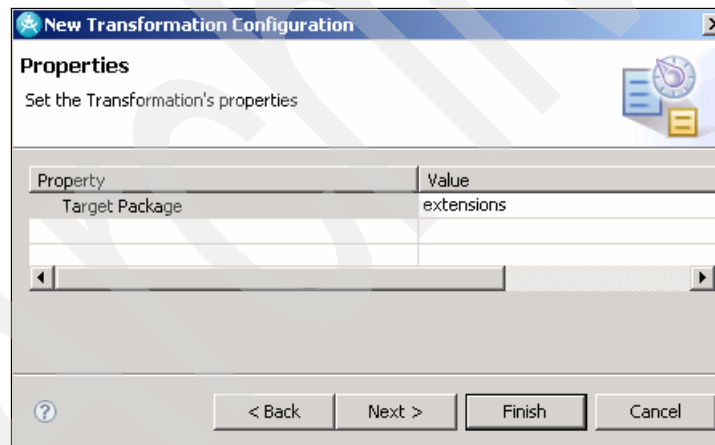 New Transformation Configuration
Properties
Set the Transformation's properties
Property Value
Target Package extensions
< Back Next > Finish Cancel